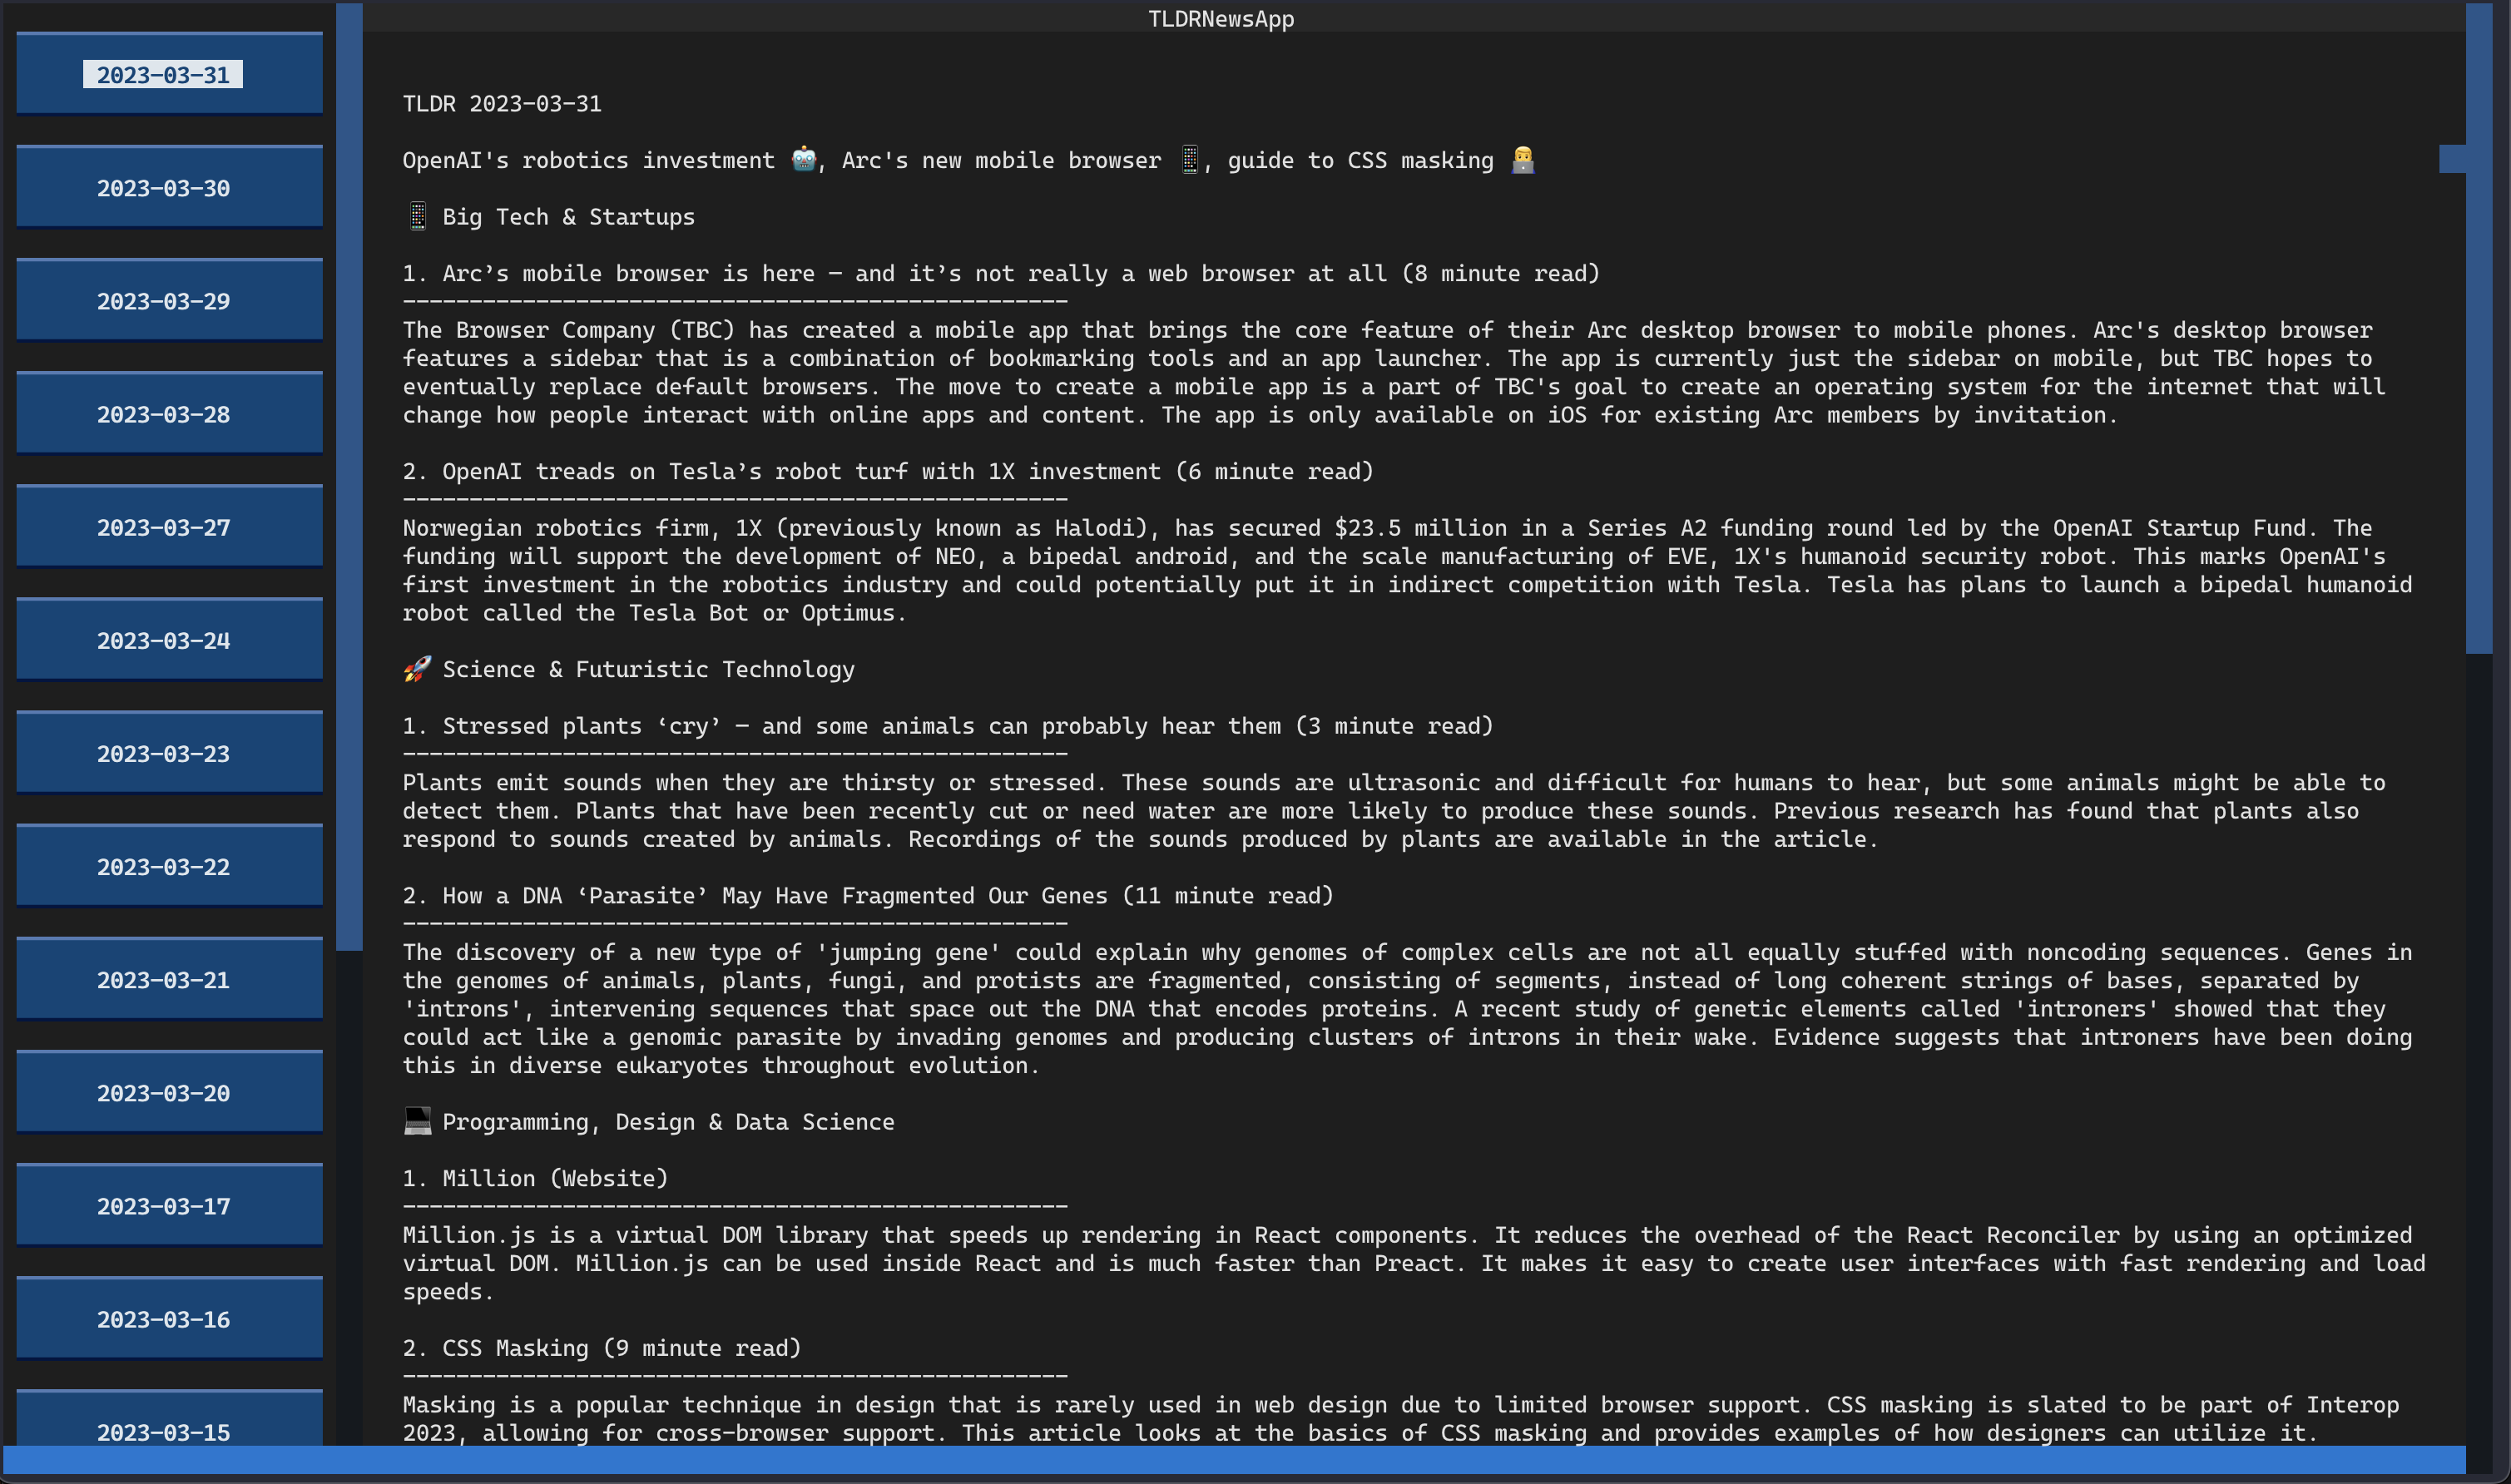 TLDRNewsApp
2023-03-31
2023-03-30
2023-03-29
2023-03-28
2023-03-27
2023-03-24
2023-03-23
2023-03-22
2023-03-21
2023-03-20
2023-03-17
2023-03-16
2023-03-15
TLDR 2023-03-31
OpenAI's robotics investment 🤖, Arc's new mobile browser 📱, guide to CSS masking 👨‍💻
📱 Big Tech & Startups
1. Arc’s mobile browser is here — and it’s not really a web browser at all (8 minute read)
--------------------------------------------------
The Browser Company (TBC) has created a mobile app that brings the core feature of their Arc desktop browser to mobile phones. Arc's desktop browser
features a sidebar that is a combination of bookmarking tools and an app launcher. The app is currently just the sidebar on mobile, but TBC hopes to
eventually replace default browsers. The move to create a mobile app is a part of TBC's goal to create an operating system for the internet that will
change how people interact with online apps and content. The app is only available on iOS for existing Arc members by invitation.
2. OpenAI treads on Tesla’s robot turf with 1X investment (6 minute read)
--------------------------------------------------
Norwegian robotics firm, 1X (previously known as Halodi), has secured $23.5 million in a Series A2 funding round led by the OpenAI Startup Fund. The
funding will support the development of NEO, a bipedal android, and the scale manufacturing of EVE, 1X's humanoid security robot. This marks OpenAI's
first investment in the robotics industry and could potentially put it in indirect competition with Tesla. Tesla has plans to launch a bipedal humanoid
robot called the Tesla Bot or Optimus.
🚀 Science & Futuristic Technology
1. Stressed plants ‘cry’ — and some animals can probably hear them (3 minute read)
--------------------------------------------------
Plants emit sounds when they are thirsty or stressed. These sounds are ultrasonic and difficult for humans to hear, but some animals might be able to
detect them. Plants that have been recently cut or need water are more likely to produce these sounds. Previous research has found that plants also
respond to sounds created by animals. Recordings of the sounds produced by plants are available in the article.
2. How a DNA ‘Parasite’ May Have Fragmented Our Genes (11 minute read)
--------------------------------------------------
The discovery of a new type of 'jumping gene' could explain why genomes of complex cells are not all equally stuffed with noncoding sequences. Genes in
the genomes of animals, plants, fungi, and protists are fragmented, consisting of segments, instead of long coherent strings of bases, separated by
'introns', intervening sequences that space out the DNA that encodes proteins. A recent study of genetic elements called 'introners' showed that they
could act like a genomic parasite by invading genomes and producing clusters of introns in their wake. Evidence suggests that introners have been doing
this in diverse eukaryotes throughout evolution.
💻 Programming, Design & Data Science
1. Million (Website)
--------------------------------------------------
Million.js is a virtual DOM library that speeds up rendering in React components. It reduces the overhead of the React Reconciler by using an optimized
virtual DOM. Million.js can be used inside React and is much faster than Preact. It makes it easy to create user interfaces with fast rendering and load
speeds.
2. CSS Masking (9 minute read)
--------------------------------------------------
Masking is a popular technique in design that is rarely used in web design due to limited browser support. CSS masking is slated to be part of Interop
2023, allowing for cross-browser support. This article looks at the basics of CSS masking and provides examples of how designers can utilize it.